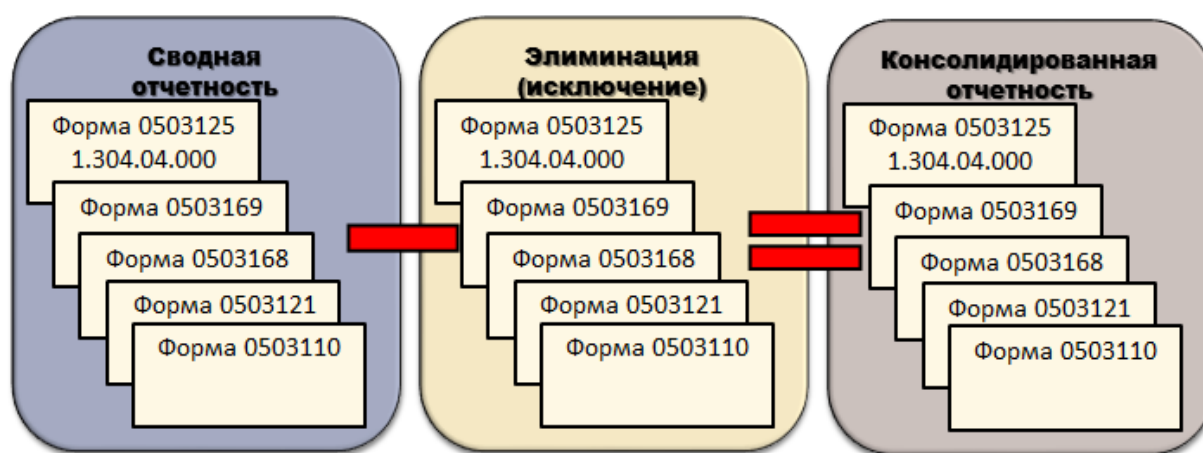 Сводная
отчетность
Форма 0503125
1.304.04.000
Форма 0503169
Форма 0503168
Форма 0503121
Форма 0503110
Элиминация
(исключение)
Форма 0503125
1.304.04.000
Форма 0503169
Форма 0503168
Форма 0503121
Форма 0503110
Консолидированная
отчетность
Форма 0503125
1.304.04.000
Форма 0503169
Форма 0503168
Форма 0503121
Форма 0503110